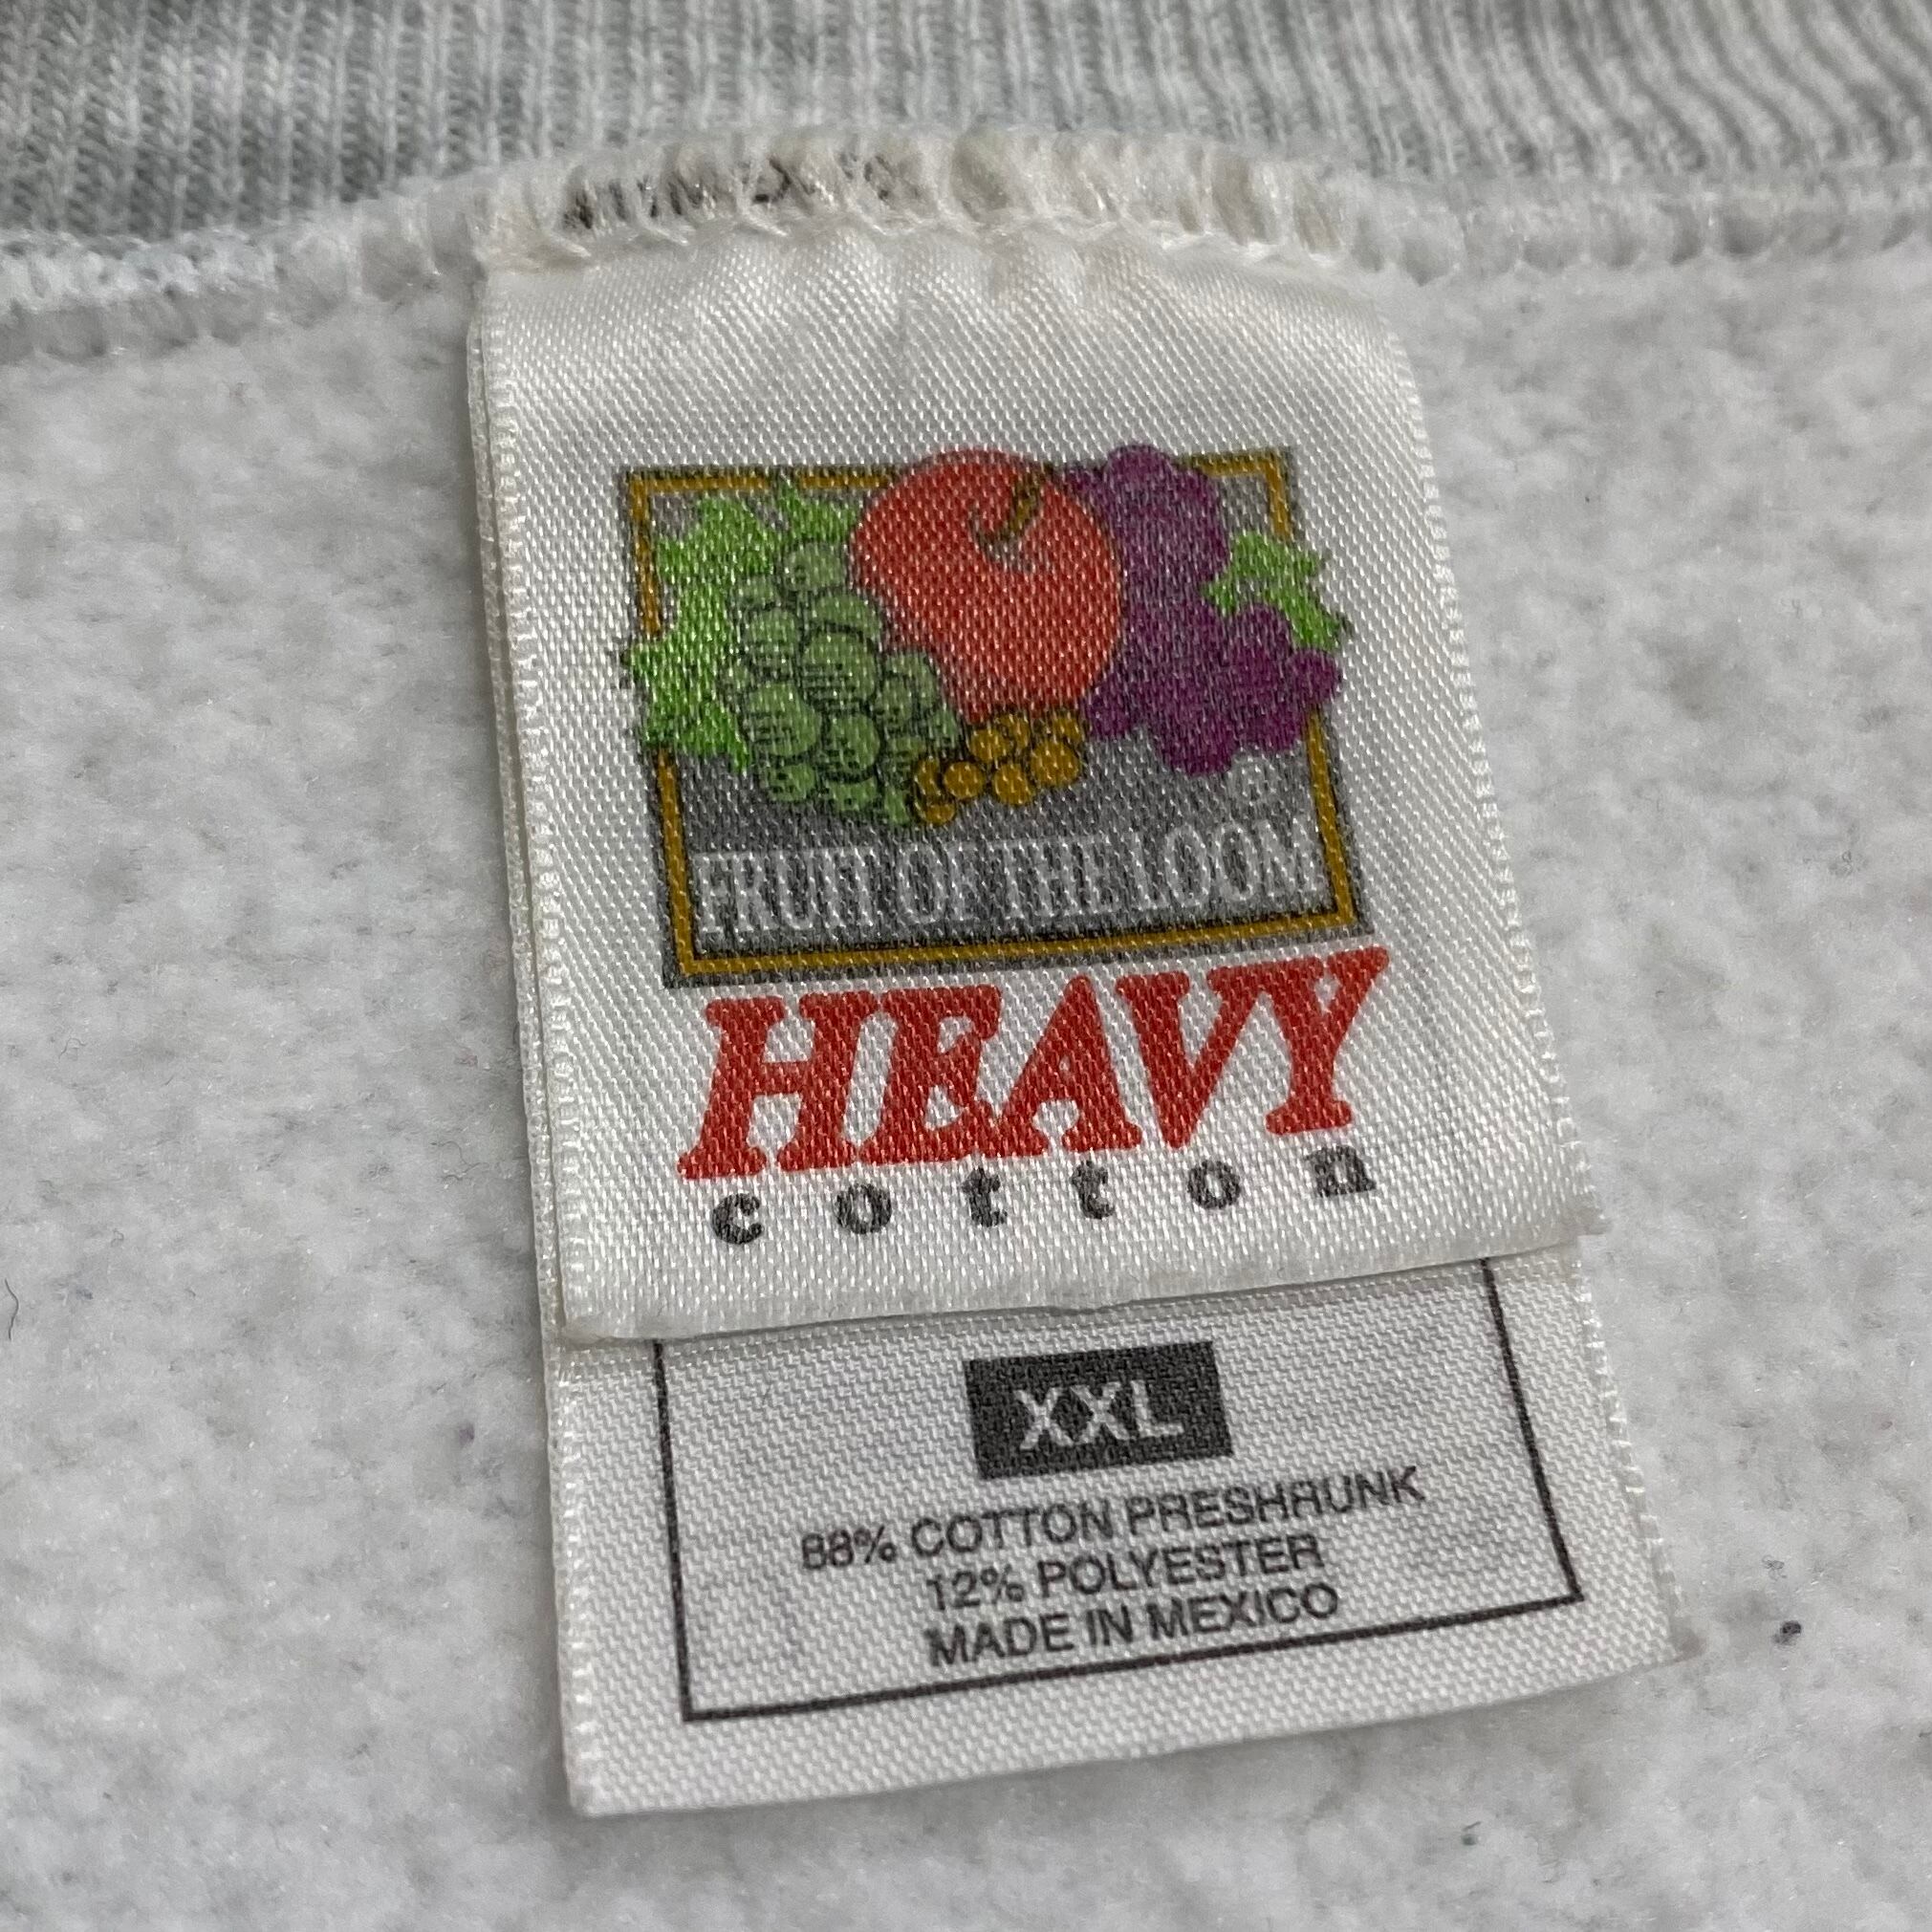 ®
FRUIT OF THE LOOM
HEAVY
cotton
XXL
88% COTTON PRESHRUNK
12% POLYESTER
MADE IN MEXICO